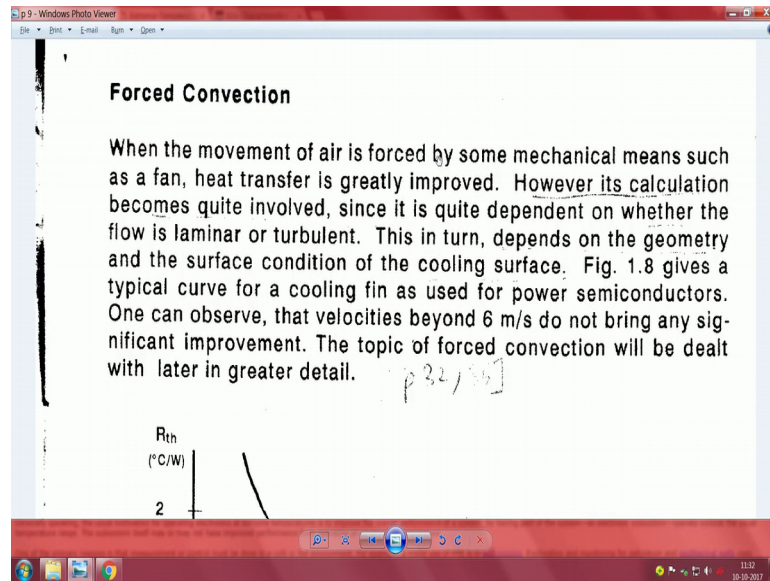 p 9 - Windows Photo Viewer
File Print E-mail Burn Open
Forced Convection
When the movement of air is forced by some mechanical means such
as a fan, heat transfer is greatly improved. However its calculation
becomes quite involved, since it is quite dependent on whether the
flow is laminar or turbulent. This in turn, depends on the geometry
and the surface condition of the cooling surface. Fig. 1.8 gives a
typical curve for a cooling fin as used for power semiconductors.
One can observe, that velocities beyond 6 m/s do not bring any sig-
nificant improvement. The topic of forced convection will be dealt
with later in greater detail.
p 32,
Rth
(°C/W)
2
11:32
10-10-2017